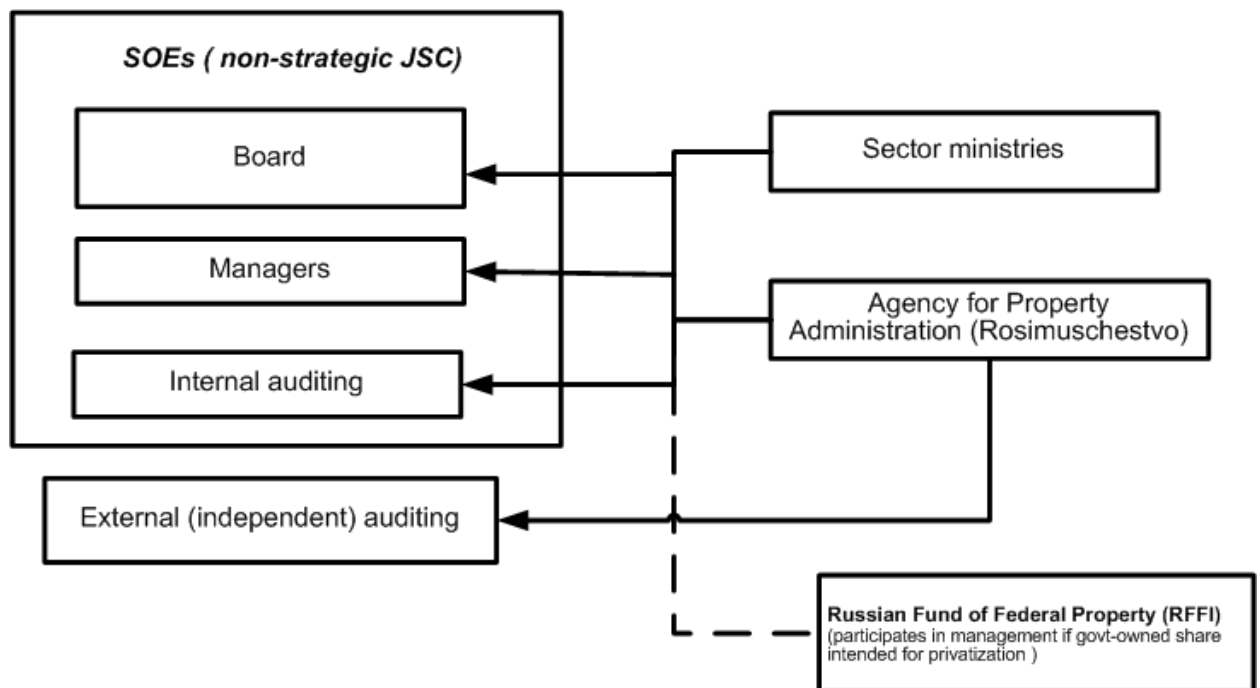 SOEs ( non-strategic JSC)
Board
Managers
Internal auditing
External (independent) auditing
Sector ministries
Agency for Property
Administration (Rosimuschestvo)
Russian Fund of Federal Property (RFFI)
(participates in management if govt-owned share
intended for privatization )